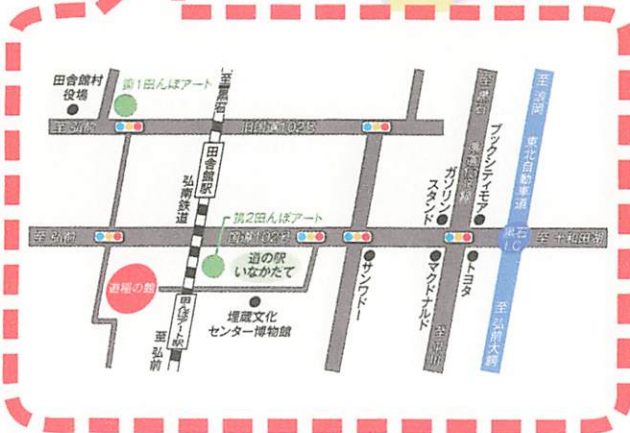 田舎館村
役場
第1田んぼアート
至 黒石
至 弘前
旧国道102号
田舎館駅
弘南鉄道
第2田んぼアート
至 弘前
国道102号
道の駅
いなかたて
遊稲の館
田んぼアート駅
至 弘前
埋蔵文化
センター博物館
サンワドー
マクドナルド
ガソリン
スタンド
ブックシティモア
トヨタ
至 黒石
至 浪岡
東北自動車道
黒石
I.C
至 十和田湖
至 弘前大鰐